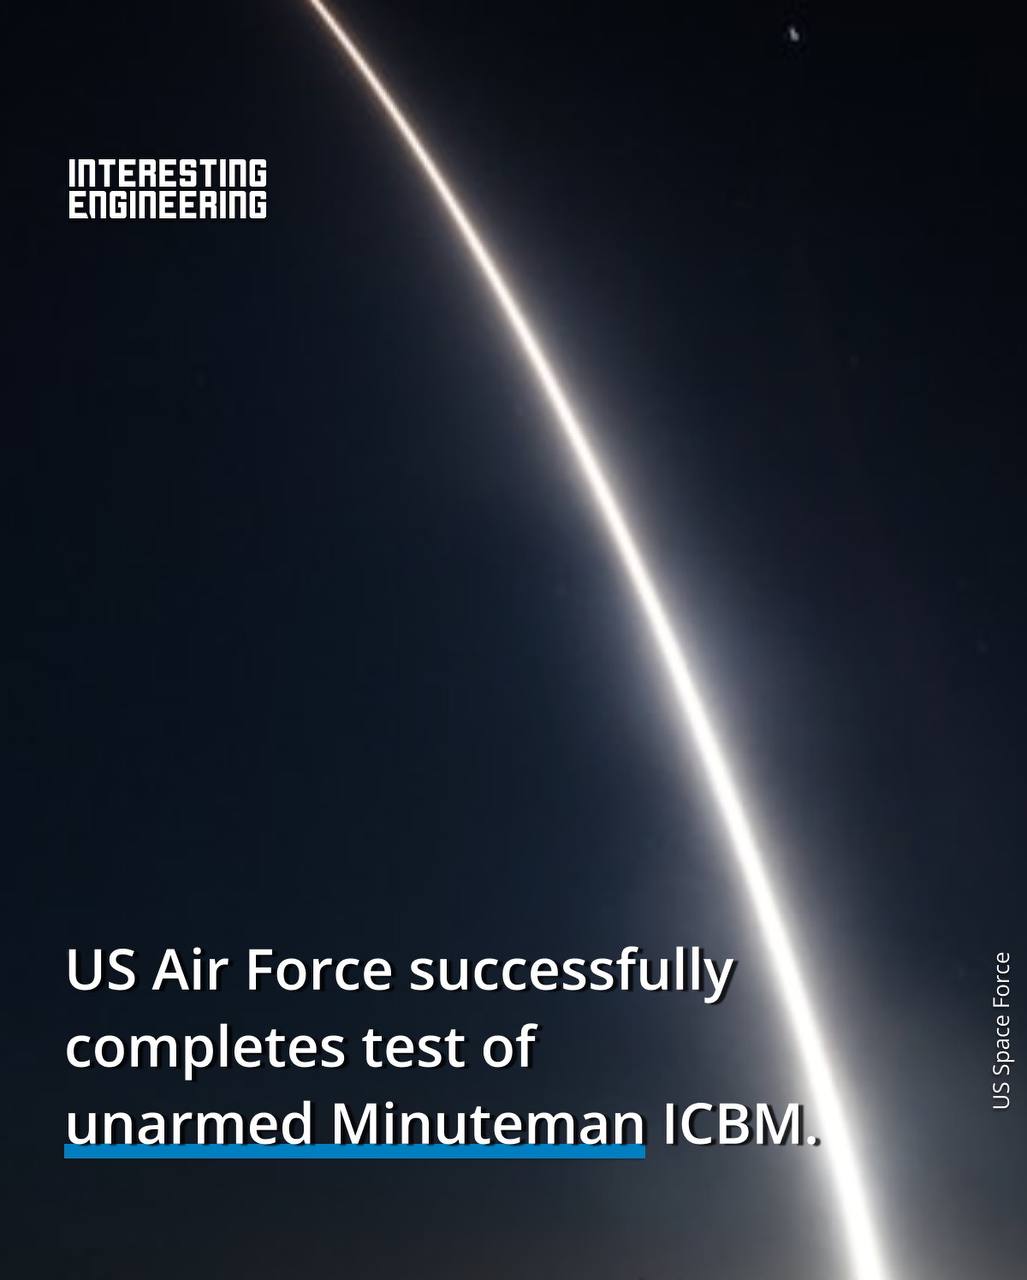 INTERESTING
ENGINEERING
US Air Force successfully
completes test of
unarmed Minuteman ICBM.
US Space Force